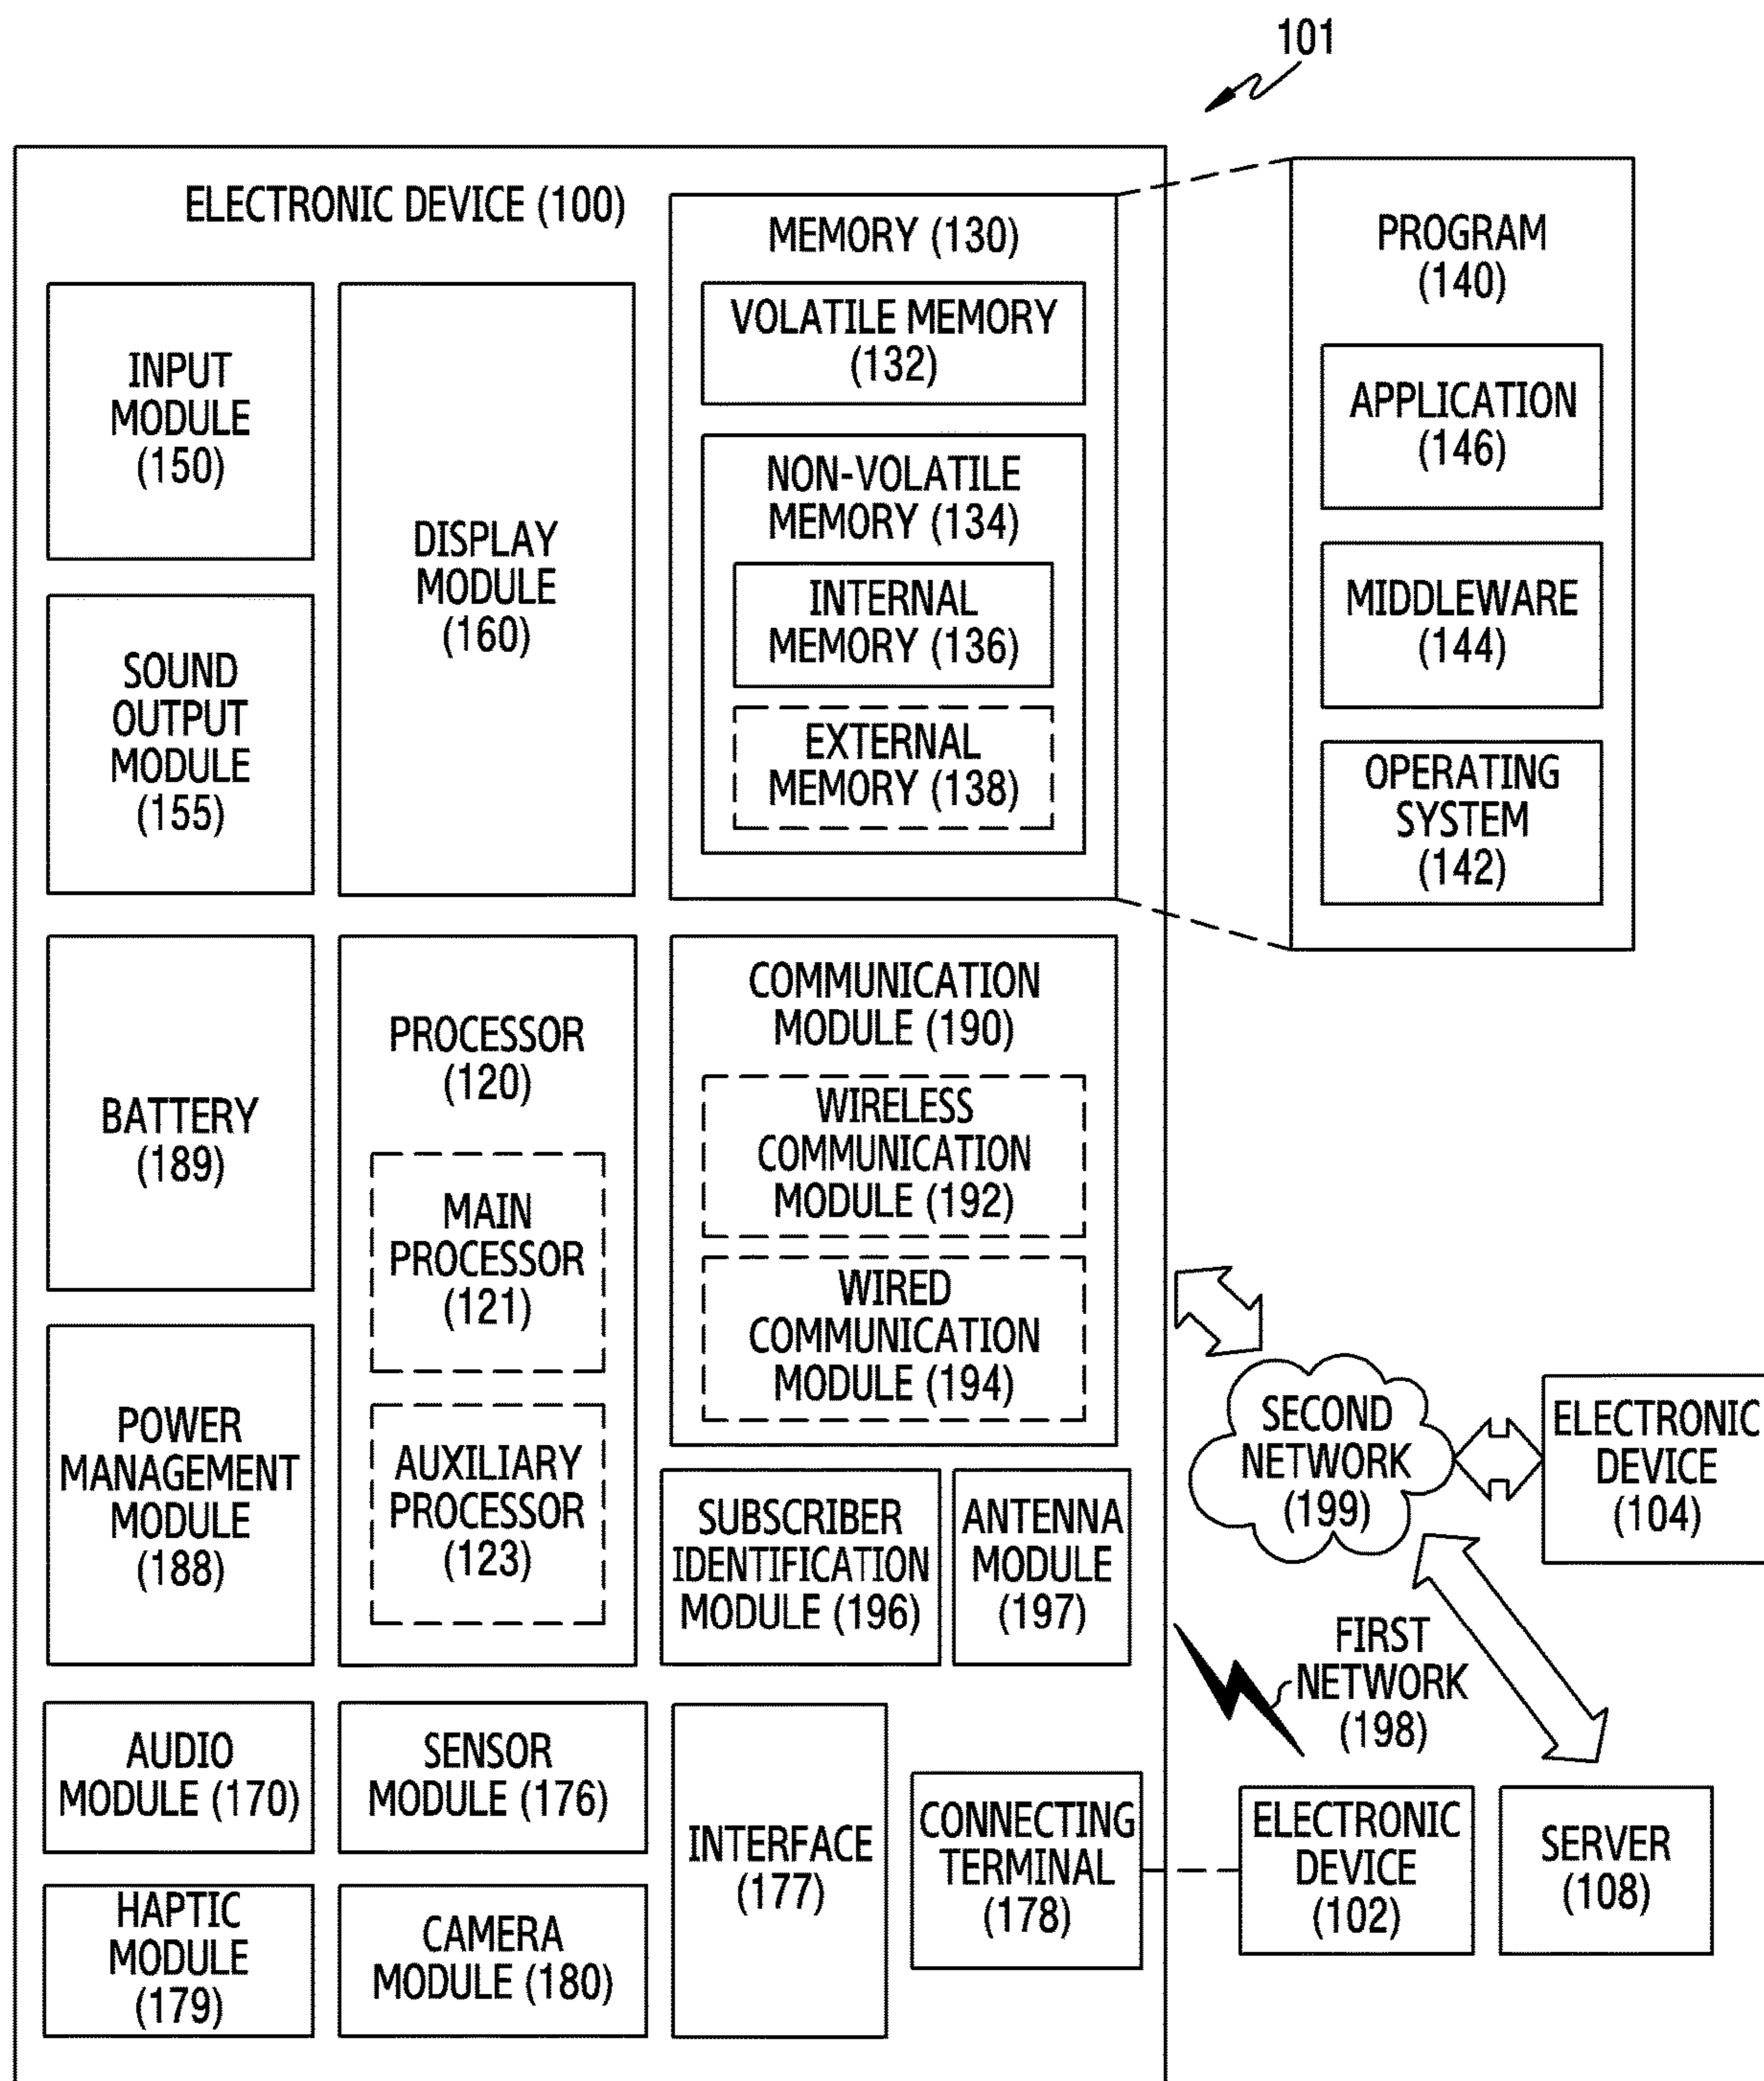 101
ELECTRONIC DEVICE (100)
INPUT
MODULE
(150)
SOUND
OUTPUT
MODULE
(155)
DISPLAY
MODULE
(160)
MEMORY (130)
VOLATILE MEMORY
(132)
NON-VOLATILE
MEMORY (134)
INTERNAL
MEMORY (136)
EXTERNAL
MEMORY (138)
PROGRAM
(140)
APPLICATION
(146)
MIDDLEWARE
(144)
OPERATING
SYSTEM
(142)
BATTERY
(189)
POWER
MANAGEMENT
MODULE
(188)
PROCESSOR
(120)
MAIN
PROCESSOR
(121)
AUXILIARY
PROCESSOR
(123)
COMMUNICATION
MODULE (190)
WIRELESS
COMMUNICATION
MODULE (192)
WIRED
COMMUNICATION
MODULE (194)
SUBSCRIBER
IDENTIFICATION
MODULE (196)
ANTENNA
MODULE
(197)
SECOND
NETWORK
(199)
ELECTRONIC
DEVICE
(104)
FIRST
NETWORK
(198)
AUDIO
MODULE (170)
SENSOR
MODULE (176)
INTERFACE
(177)
CONNECTING
TERMINAL
(178)
ELECTRONIC
DEVICE
(102)
SERVER
(108)
HAPTIC
MODULE
(179)
CAMERA
MODULE (180)